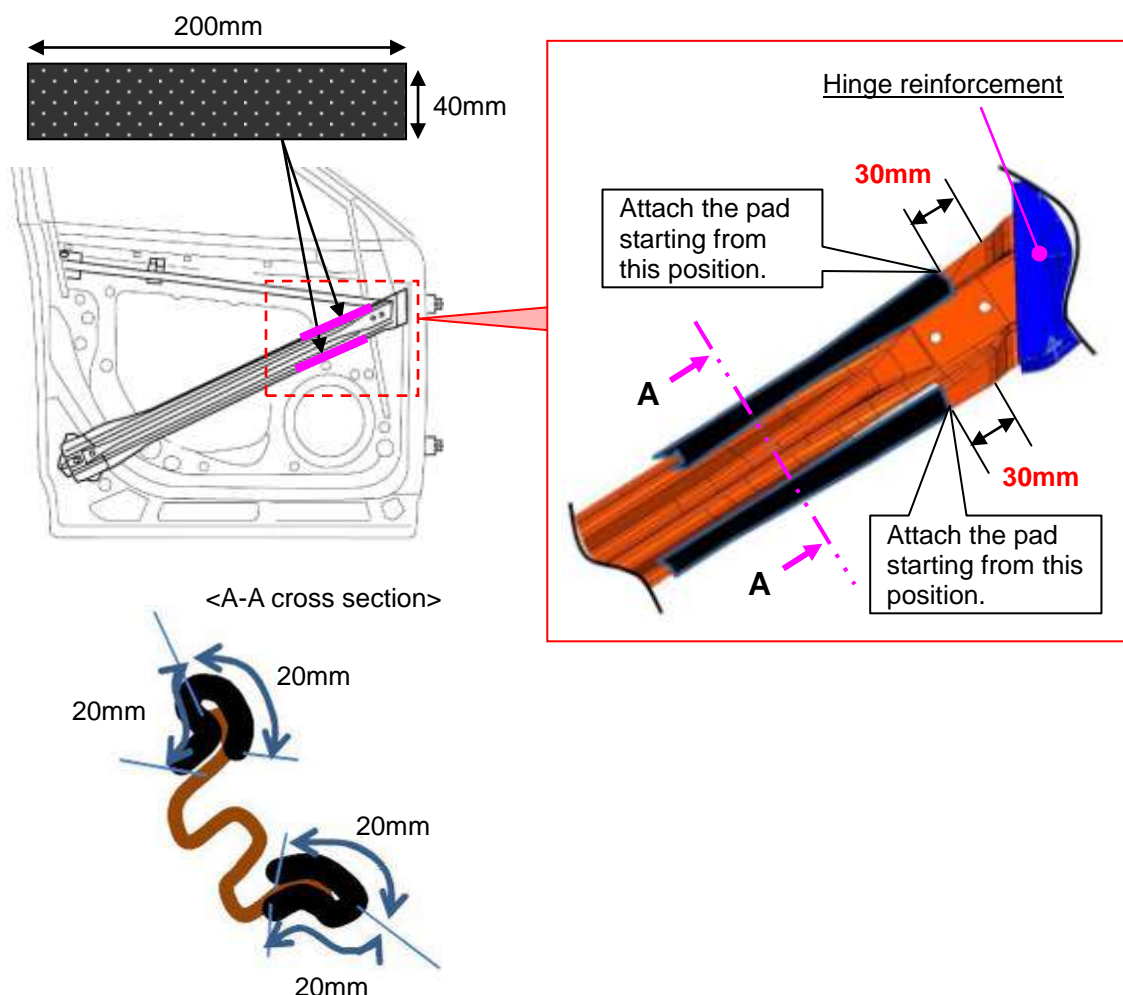 200mm
40mm
Hinge reinforcement
30mm
Attach the pad
starting from
this position.
A
A
30mm
Attach the pad
starting from this
position.
<A-A cross section>
20mm
20mm
20mm
20mm